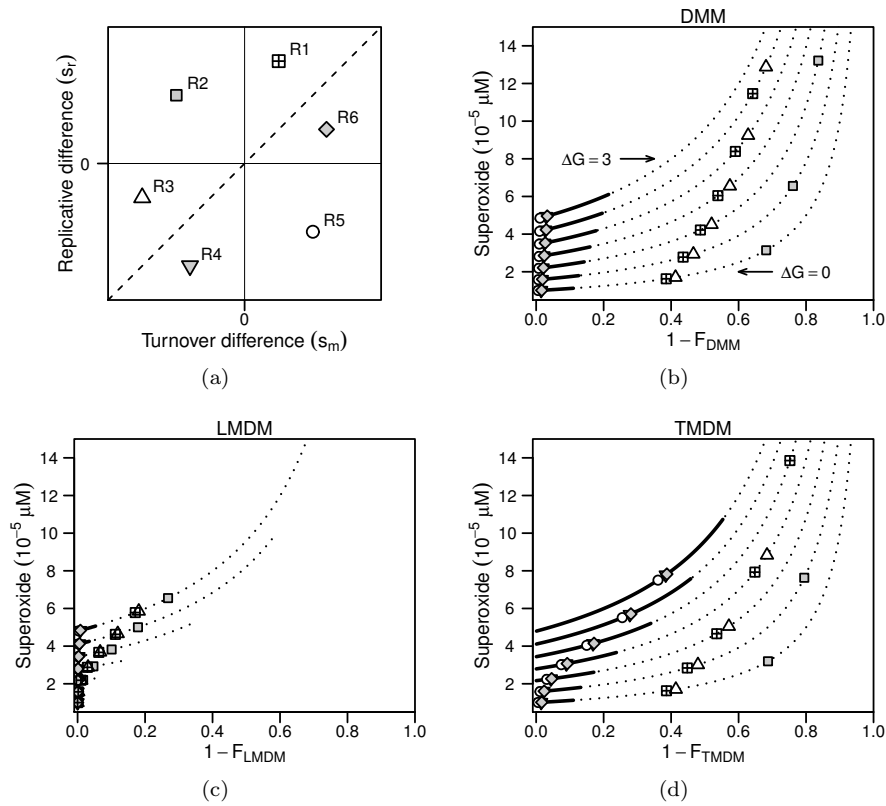 DMM
R1
R2
R6
R3
R4
R5
Replicative difference (sᵣ)
0
0
Turnover difference (sₘ)
(a)
Superoxide (10⁻⁵ μM)
14
12
10
8
6
4
2
ΔG = 3
ΔG = 0
0.0 0.2 0.4 0.6 0.8 1.0
1 − F_DMM
(b)
LMDM
Superoxide (10⁻⁵ μM)
14
12
10
8
6
4
2
0.0 0.2 0.4 0.6 0.8 1.0
1 − F_LMDM
(c)
TMDM
Superoxide (10⁻⁵ μM)
14
12
10
8
6
4
2
0.0 0.2 0.4 0.6 0.8 1.0
1 − F_TMDM
(d)